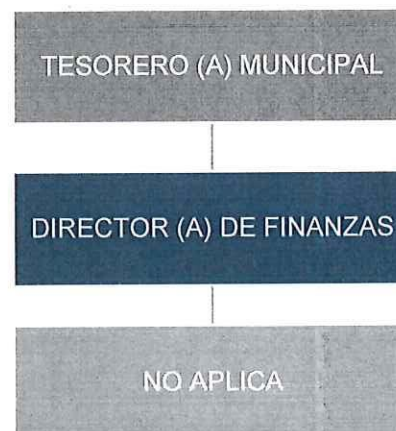 TESORERO (A) MUNICIPAL
DIRECTOR (A) DE FINANZAS
NO APLICA